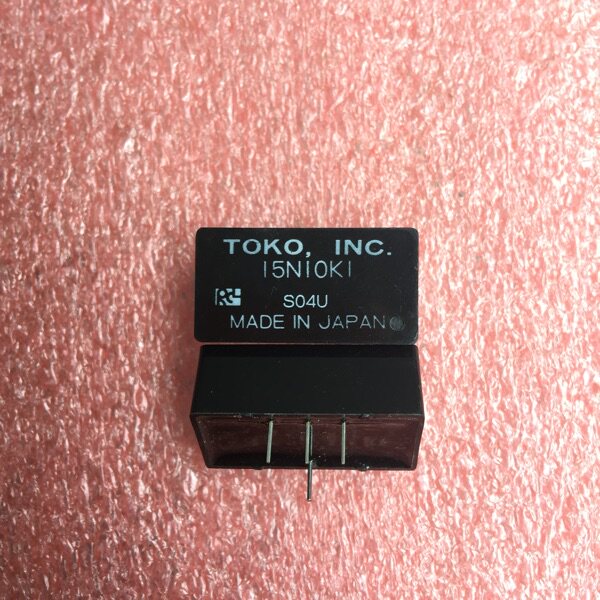 TOKO, INC.
15N10K1
S04U
MADE IN JAPAN